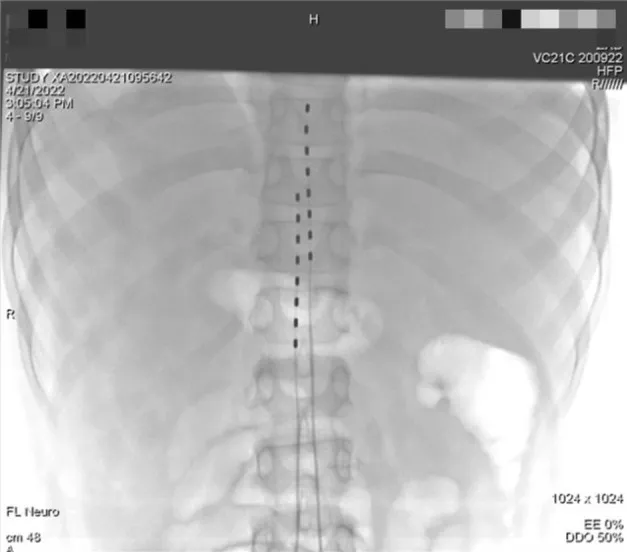 H
VC21C 200922
HFP
R//////
STUDY XA20220421095642
4/21/2022
3:05:04 PM
4 - 9/9
R
FL Neuro
cm 48
A
1024 x 1024
EE 0%
DDO 50%